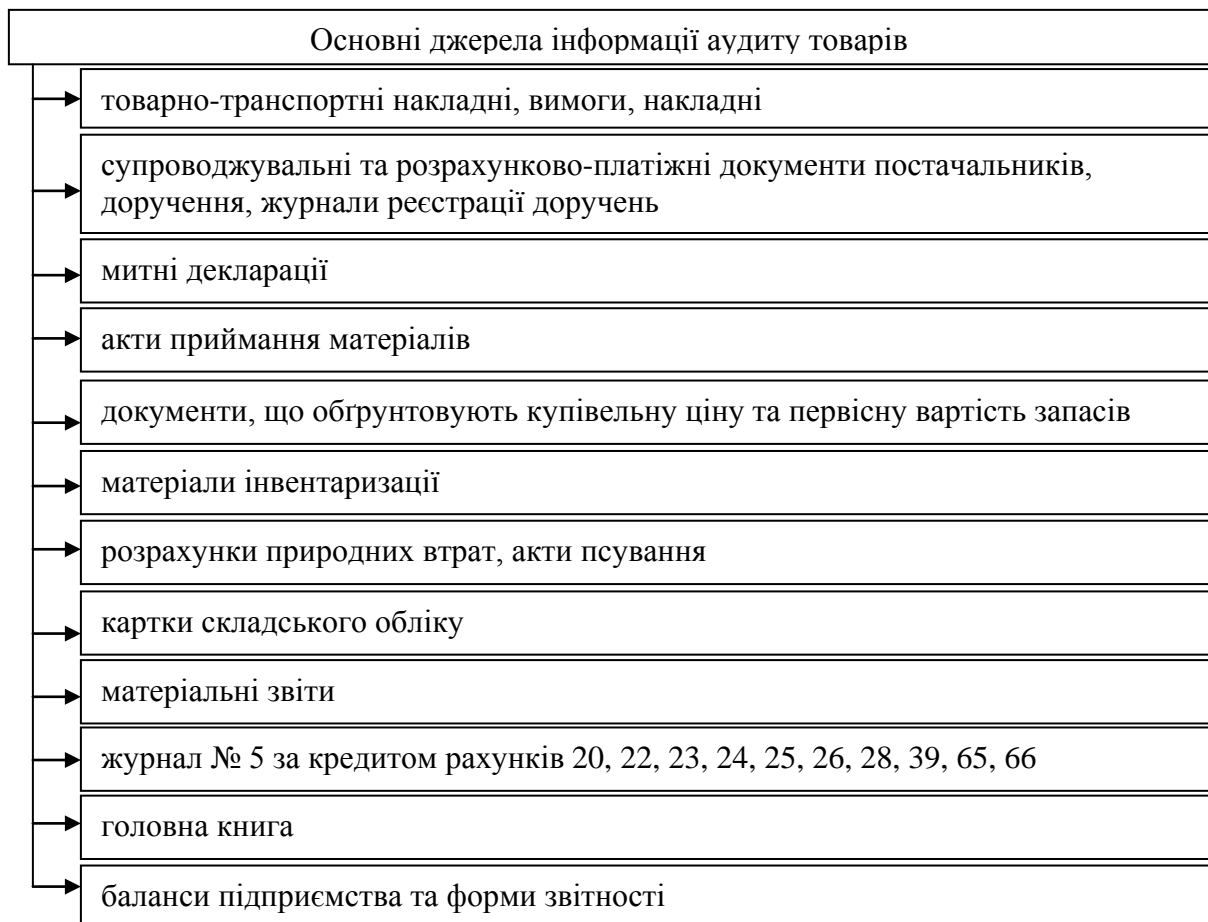 Основні джерела інформації аудиту товарів
товарно-транспортні накладні, вимоги, накладні
супроводжувальні та розрахунково-платіжні документи постачальників,
доручення, журнали реєстрації доручень
митні декларації
акти приймання матеріалів
документи, що обґрунтовують купівельну ціну та первісну вартість запасів
матеріали інвентаризації
розрахунки природних втрат, акти псування
картки складського обліку
матеріальні звіти
журнал № 5 за кредитом рахунків 20, 22, 23, 24, 25, 26, 28, 39, 65, 66
головна книга
баланси підприємства та форми звітності